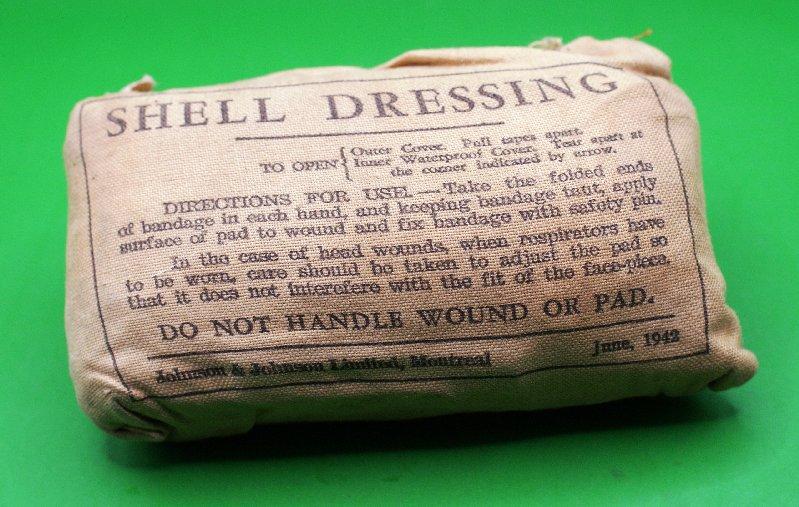 SHELL DRESSING
TO OPEN { Outer Cover. Pull tapes apart.
Inner Waterproof Cover. Tear apart at
the corner indicated by arrow.
DIRECTIONS FOR USE.—Take the folded ends
of bandage in each hand, and keeping bandage taut, apply
surface of pad to wound and fix bandage with safety pin.
In the case of head wounds, when respirators have
to be worn, care should be taken to adjust the pad so
that it does not interefere with the fit of the face-piece.
DO NOT HANDLE WOUND OR PAD.
Johnson & Johnson Limited, Montreal June, 1942